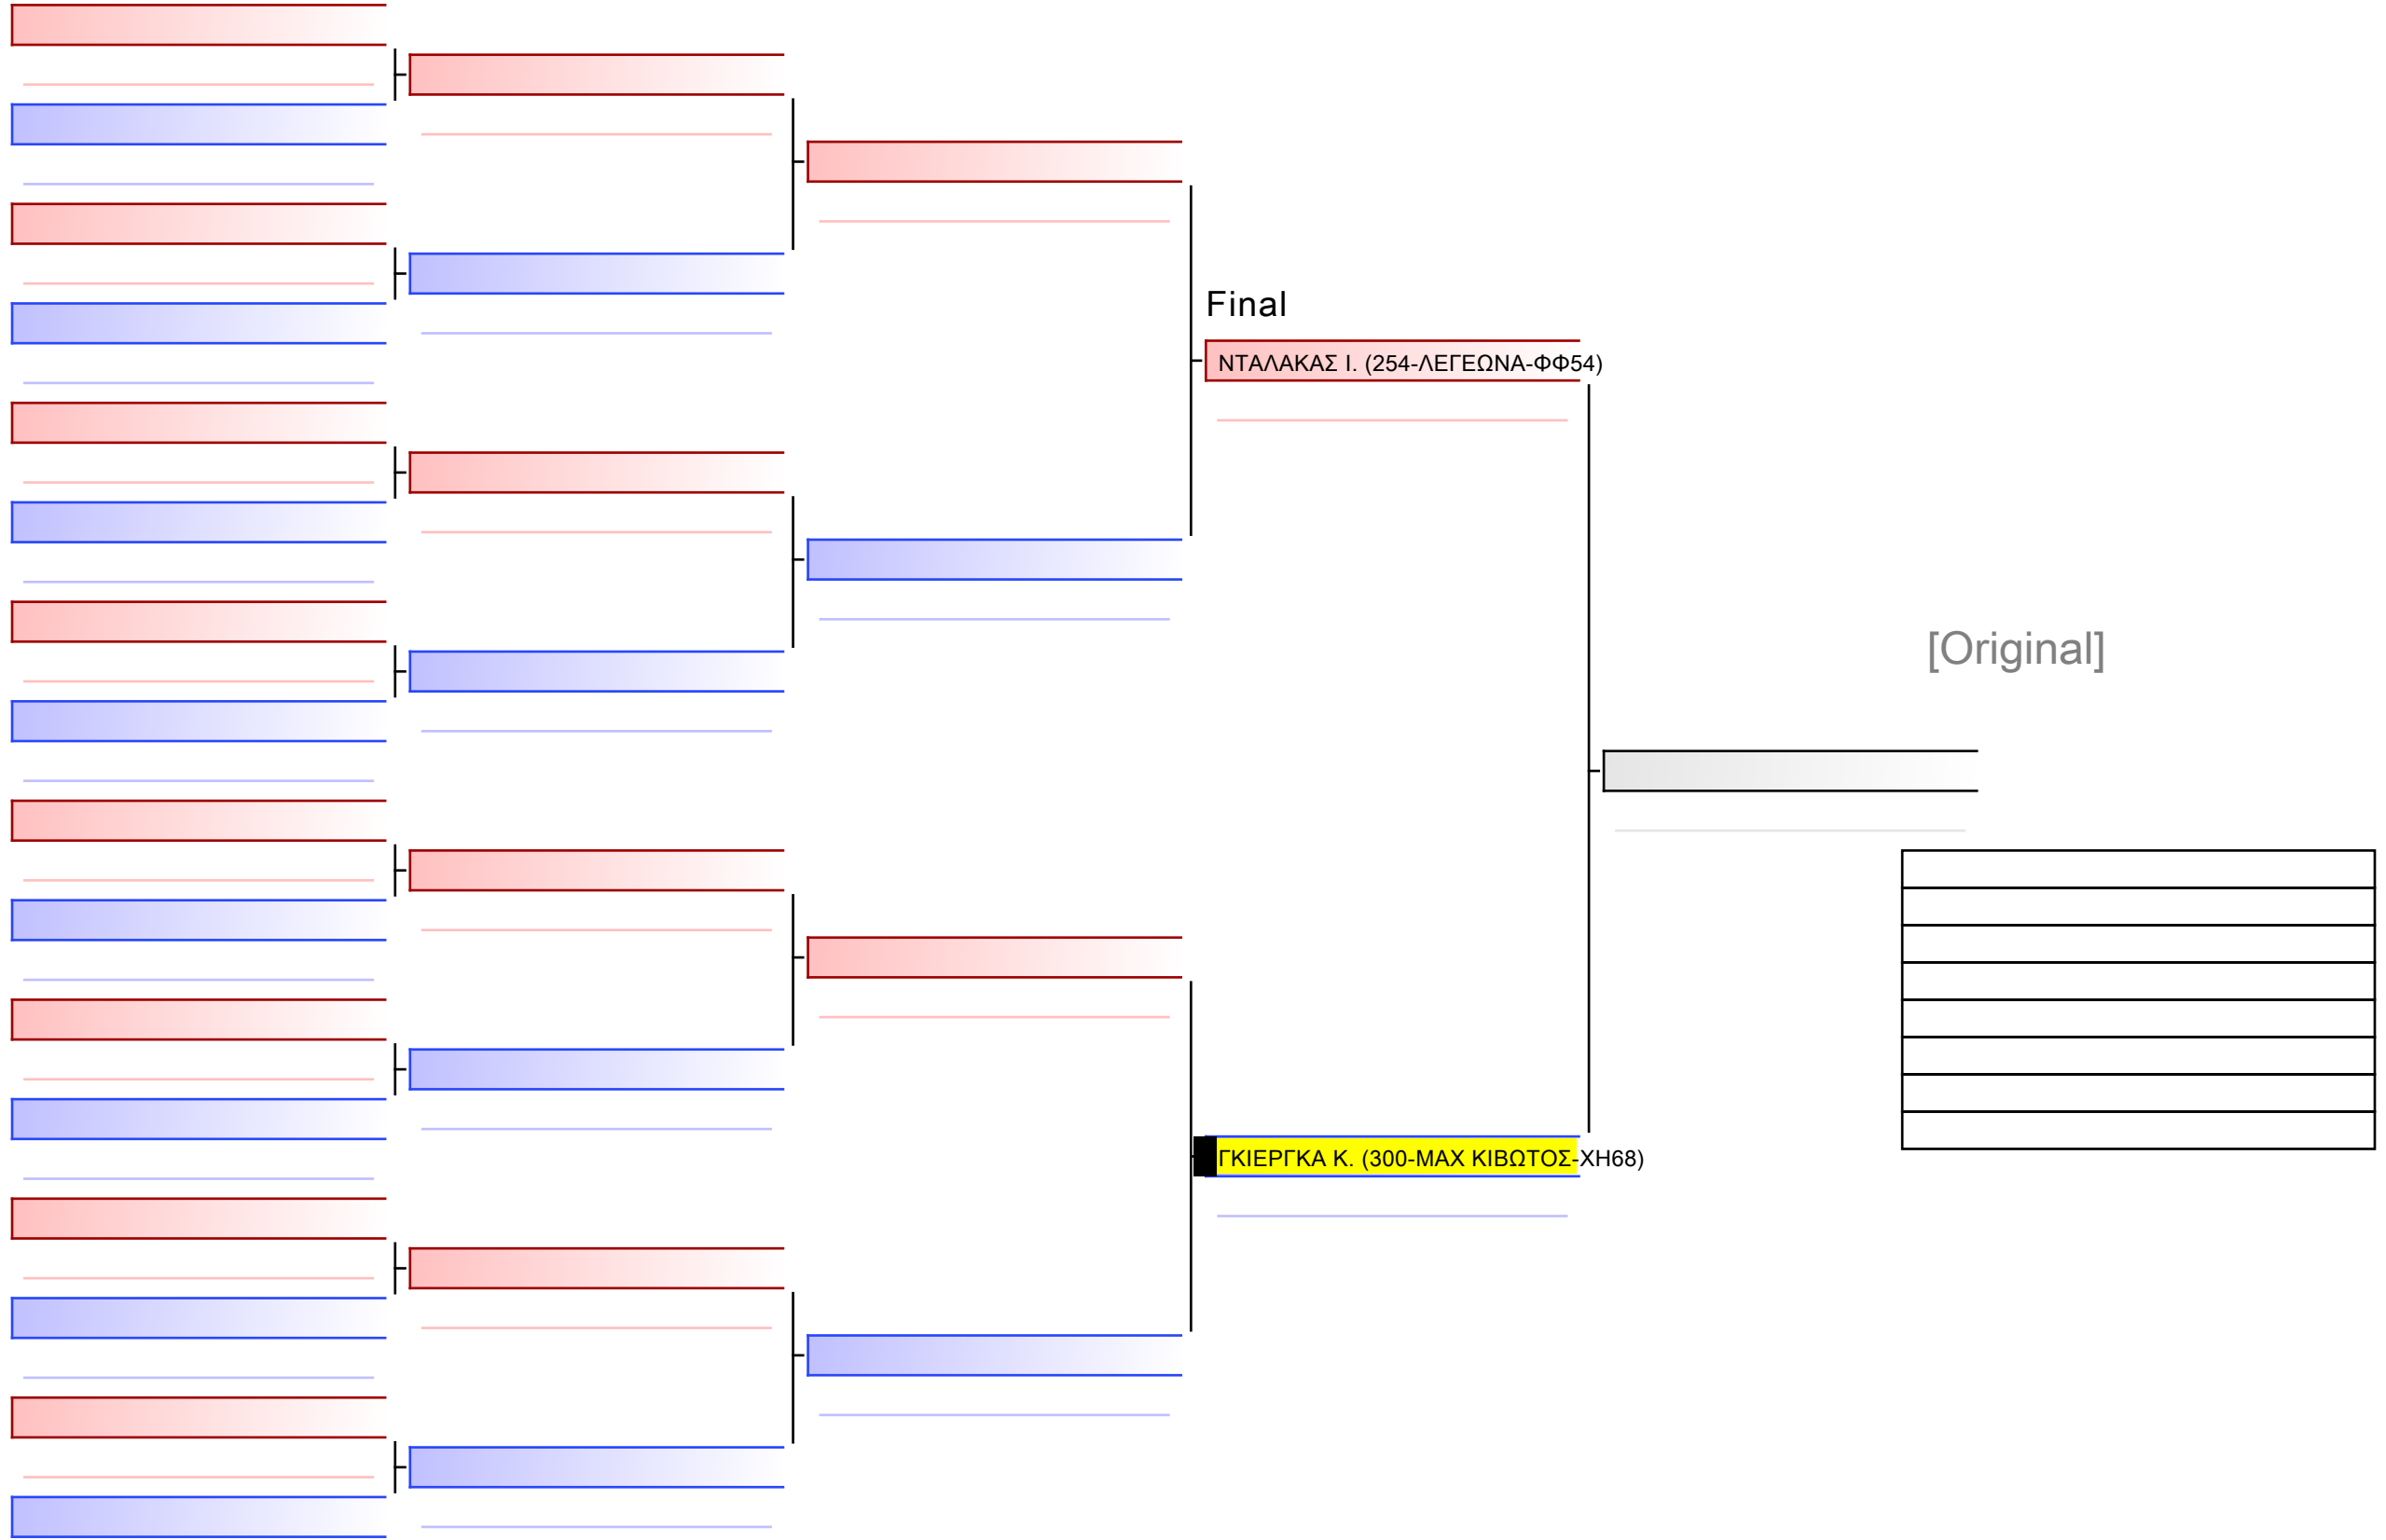 Final
ΝΤΑΛΑΚΑΣ Ι. (254-ΛΕΓΕΩΝΑ-ΦΦ54)
[Original]
ΓΚΙΕΡΓΚΑ Κ. (300-ΜΑΧ ΚΙΒΩΤΟΣ-ΧΗ68)